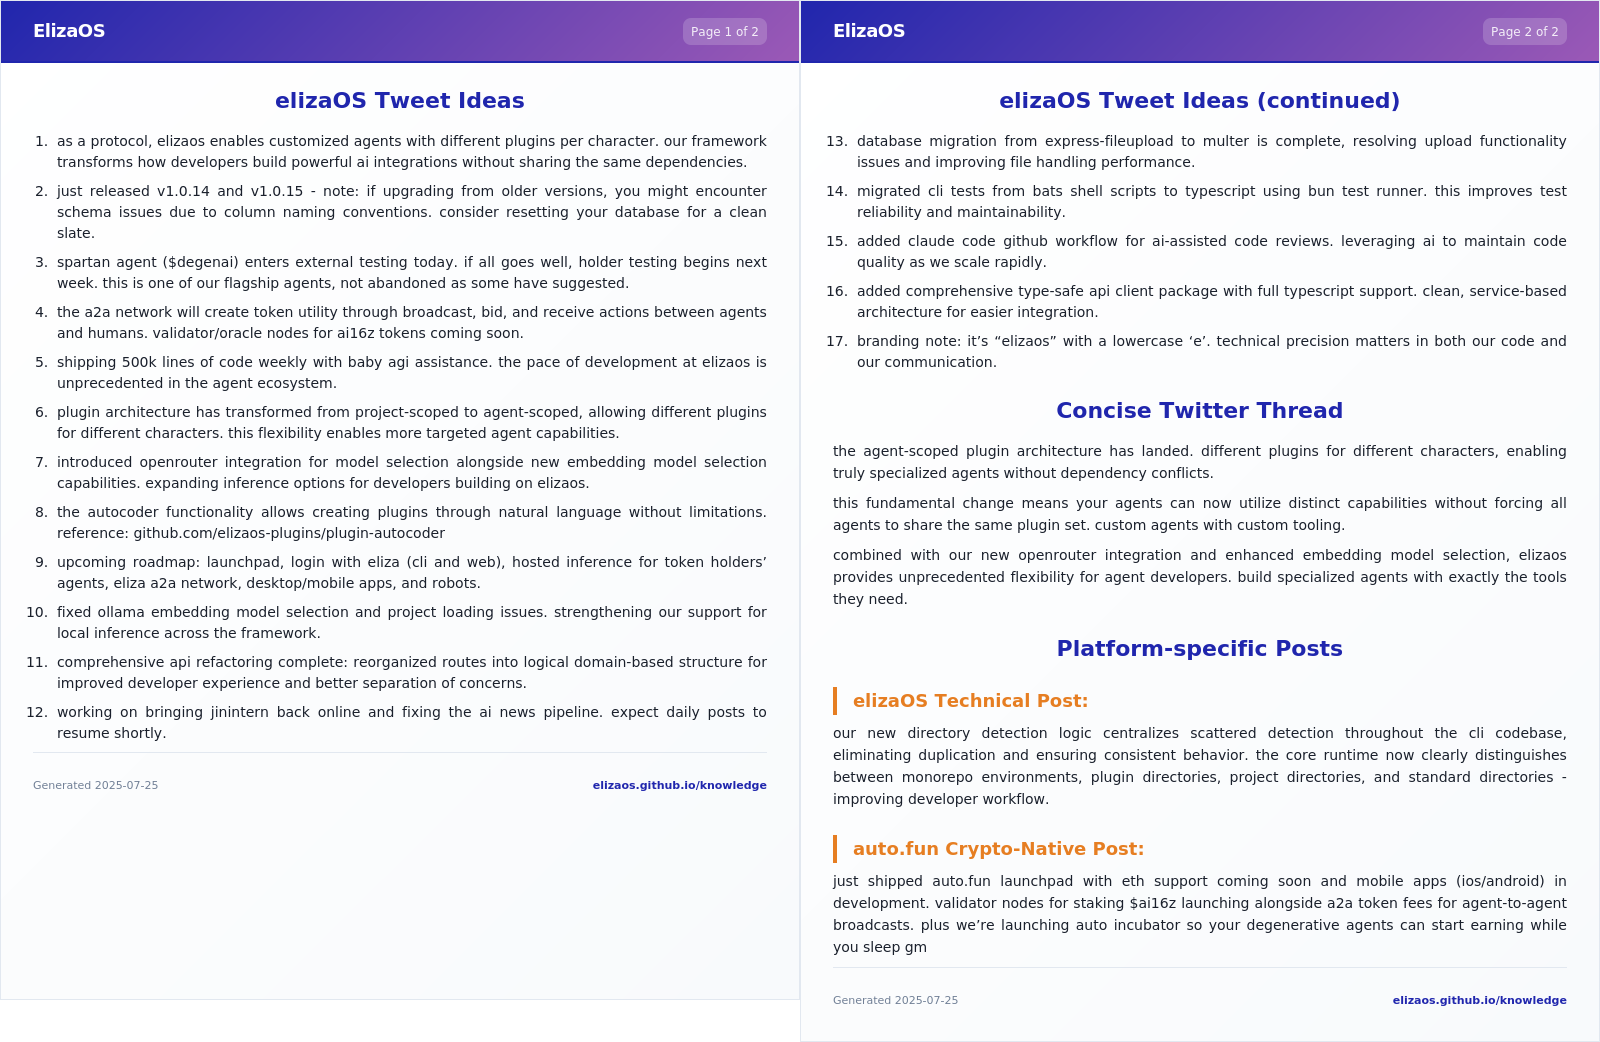 ElizaOS
Page 1 of 2
elizaOS Tweet Ideas
1. as a protocol, elizaos enables customized agents with different plugins per character. our framework
transforms how developers build powerful ai integrations without sharing the same dependencies.
2. just released v1.0.14 and v1.0.15 - note: if upgrading from older versions, you might encounter
schema issues due to column naming conventions. consider resetting your database for a clean
slate.
3. spartan agent ($degenai) enters external testing today. if all goes well, holder testing begins next
week. this is one of our flagship agents, not abandoned as some have suggested.
4. the a2a network will create token utility through broadcast, bid, and receive actions between agents
and humans. validator/oracle nodes for ai16z tokens coming soon.
5. shipping 500k lines of code weekly with baby agi assistance. the pace of development at elizaos is
unprecedented in the agent ecosystem.
6. plugin architecture has transformed from project-scoped to agent-scoped, allowing different plugins
for different characters. this flexibility enables more targeted agent capabilities.
7. introduced openrouter integration for model selection alongside new embedding model selection
capabilities. expanding inference options for developers building on elizaos.
8. the autocoder functionality allows creating plugins through natural language without limitations.
reference: github.com/elizaos-plugins/plugin-autocoder
9. upcoming roadmap: launchpad, login with eliza (cli and web), hosted inference for token holders’
agents, eliza a2a network, desktop/mobile apps, and robots.
10. fixed ollama embedding model selection and project loading issues. strengthening our support for
local inference across the framework.
11. comprehensive api refactoring complete: reorganized routes into logical domain-based structure for
improved developer experience and better separation of concerns.
12. working on bringing jinintern back online and fixing the ai news pipeline. expect daily posts to
resume shortly.
Generated 2025-07-25
elizaos.github.io/knowledge
ElizaOS
Page 2 of 2
elizaOS Tweet Ideas (continued)
13. database migration from express-fileupload to multer is complete, resolving upload functionality
issues and improving file handling performance.
14. migrated cli tests from bats shell scripts to typescript using bun test runner. this improves test
reliability and maintainability.
15. added claude code github workflow for ai-assisted code reviews. leveraging ai to maintain code
quality as we scale rapidly.
16. added comprehensive type-safe api client package with full typescript support. clean, service-based
architecture for easier integration.
17. branding note: it’s “elizaos” with a lowercase ‘e’. technical precision matters in both our code and
our communication.
Concise Twitter Thread
the agent-scoped plugin architecture has landed. different plugins for different characters, enabling
truly specialized agents without dependency conflicts.
this fundamental change means your agents can now utilize distinct capabilities without forcing all
agents to share the same plugin set. custom agents with custom tooling.
combined with our new openrouter integration and enhanced embedding model selection, elizaos
provides unprecedented flexibility for agent developers. build specialized agents with exactly the tools
they need.
Platform-specific Posts
elizaOS Technical Post:
our new directory detection logic centralizes scattered detection throughout the cli codebase,
eliminating duplication and ensuring consistent behavior. the core runtime now clearly distinguishes
between monorepo environments, plugin directories, project directories, and standard directories -
improving developer workflow.
auto.fun Crypto-Native Post:
just shipped auto.fun launchpad with eth support coming soon and mobile apps (ios/android) in
development. validator nodes for staking $ai16z launching alongside a2a token fees for agent-to-agent
broadcasts. plus we’re launching auto incubator so your degenerative agents can start earning while
you sleep gm
Generated 2025-07-25
elizaos.github.io/knowledge